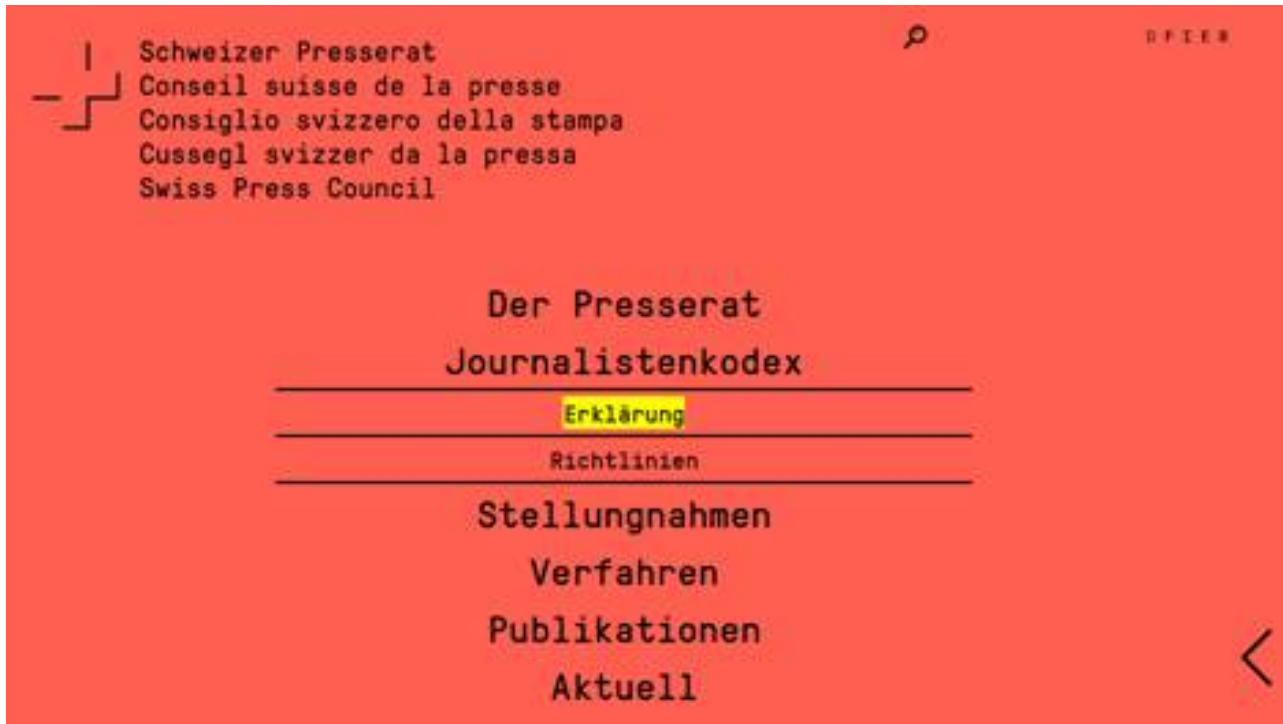 Schweizer Presserat
Conseil suisse de la presse
Consiglio svizzero della stampa
Cussegl svizzer da la pressa
Swiss Press Council
D F I E R
Der Presserat
Journalistenkodex
Erklärung
Richtlinien
Stellungnahmen
Verfahren
Publikationen
Aktuell